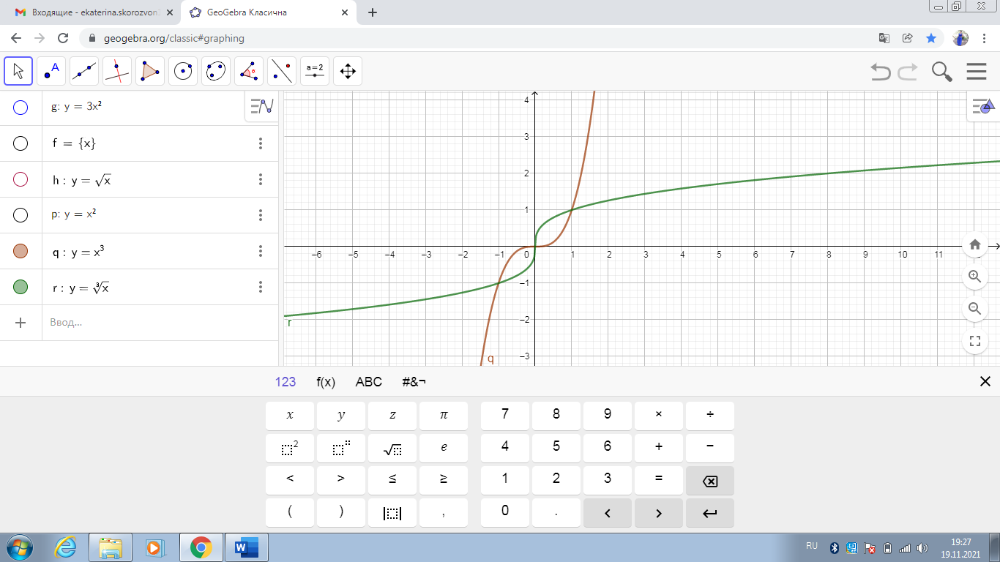 Входящие - ekaterina.skorozvon
GeoGebra Класична
geogebra.org/classic#graphing
A
a=2
g: y = 3x²
f = {x}
h : y = √x
p: y = x²
q : y = x³
r : y = ∛x
Ввод...
4
3
2
1
−6 −5 −4 −3 −2 −1 0 1 2 3 4 5 6 7 8 9 10 11
−1
−2
−3
r
q
123 f(x) ABC #&¬
x y z π 7 8 9 × ÷
² √ e 4 5 6 + −
< > ≤ ≥ 1 2 3 =
( ) , 0 . < >
RU
19:27
19.11.2021